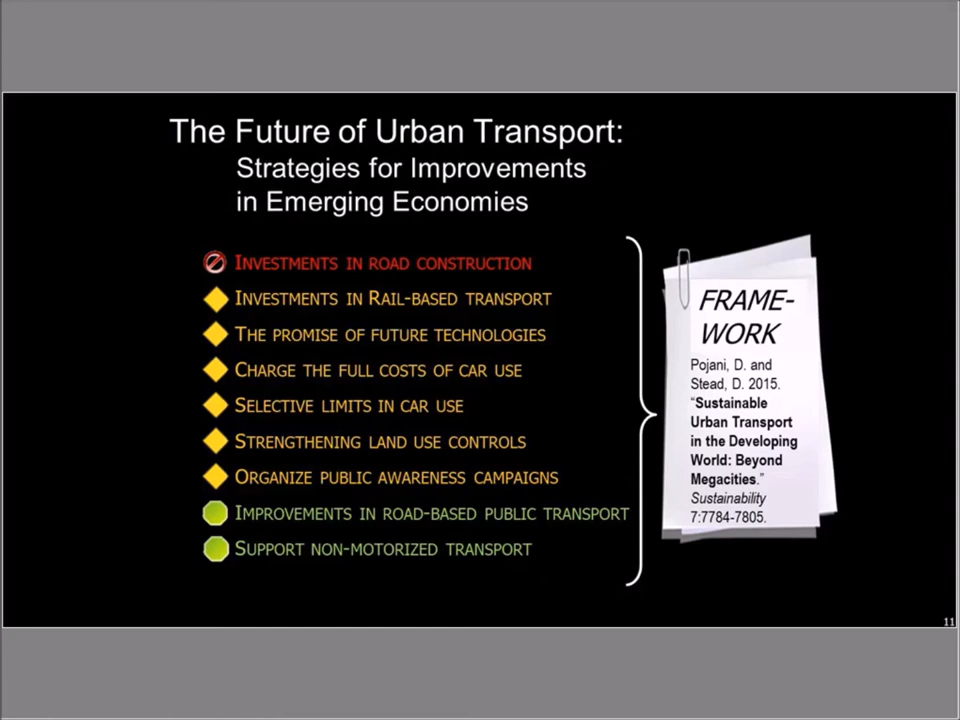 The Future of Urban Transport:
Strategies for Improvements
in Emerging Economies
INVESTMENTS IN ROAD CONSTRUCTION
INVESTMENTS IN RAIL-BASED TRANSPORT
THE PROMISE OF FUTURE TECHNOLOGIES
CHARGE THE FULL COSTS OF CAR USE
SELECTIVE LIMITS IN CAR USE
STRENGTHENING LAND USE CONTROLS
ORGANIZE PUBLIC AWARENESS CAMPAIGNS
IMPROVEMENTS IN ROAD-BASED PUBLIC TRANSPORT
SUPPORT NON-MOTORIZED TRANSPORT
FRAME-
WORK
Pojani, D. and
Stead, D. 2015.
“Sustainable
Urban Transport
in the Developing
World: Beyond
Megacities.”
Sustainability
7:7784-7805.
11